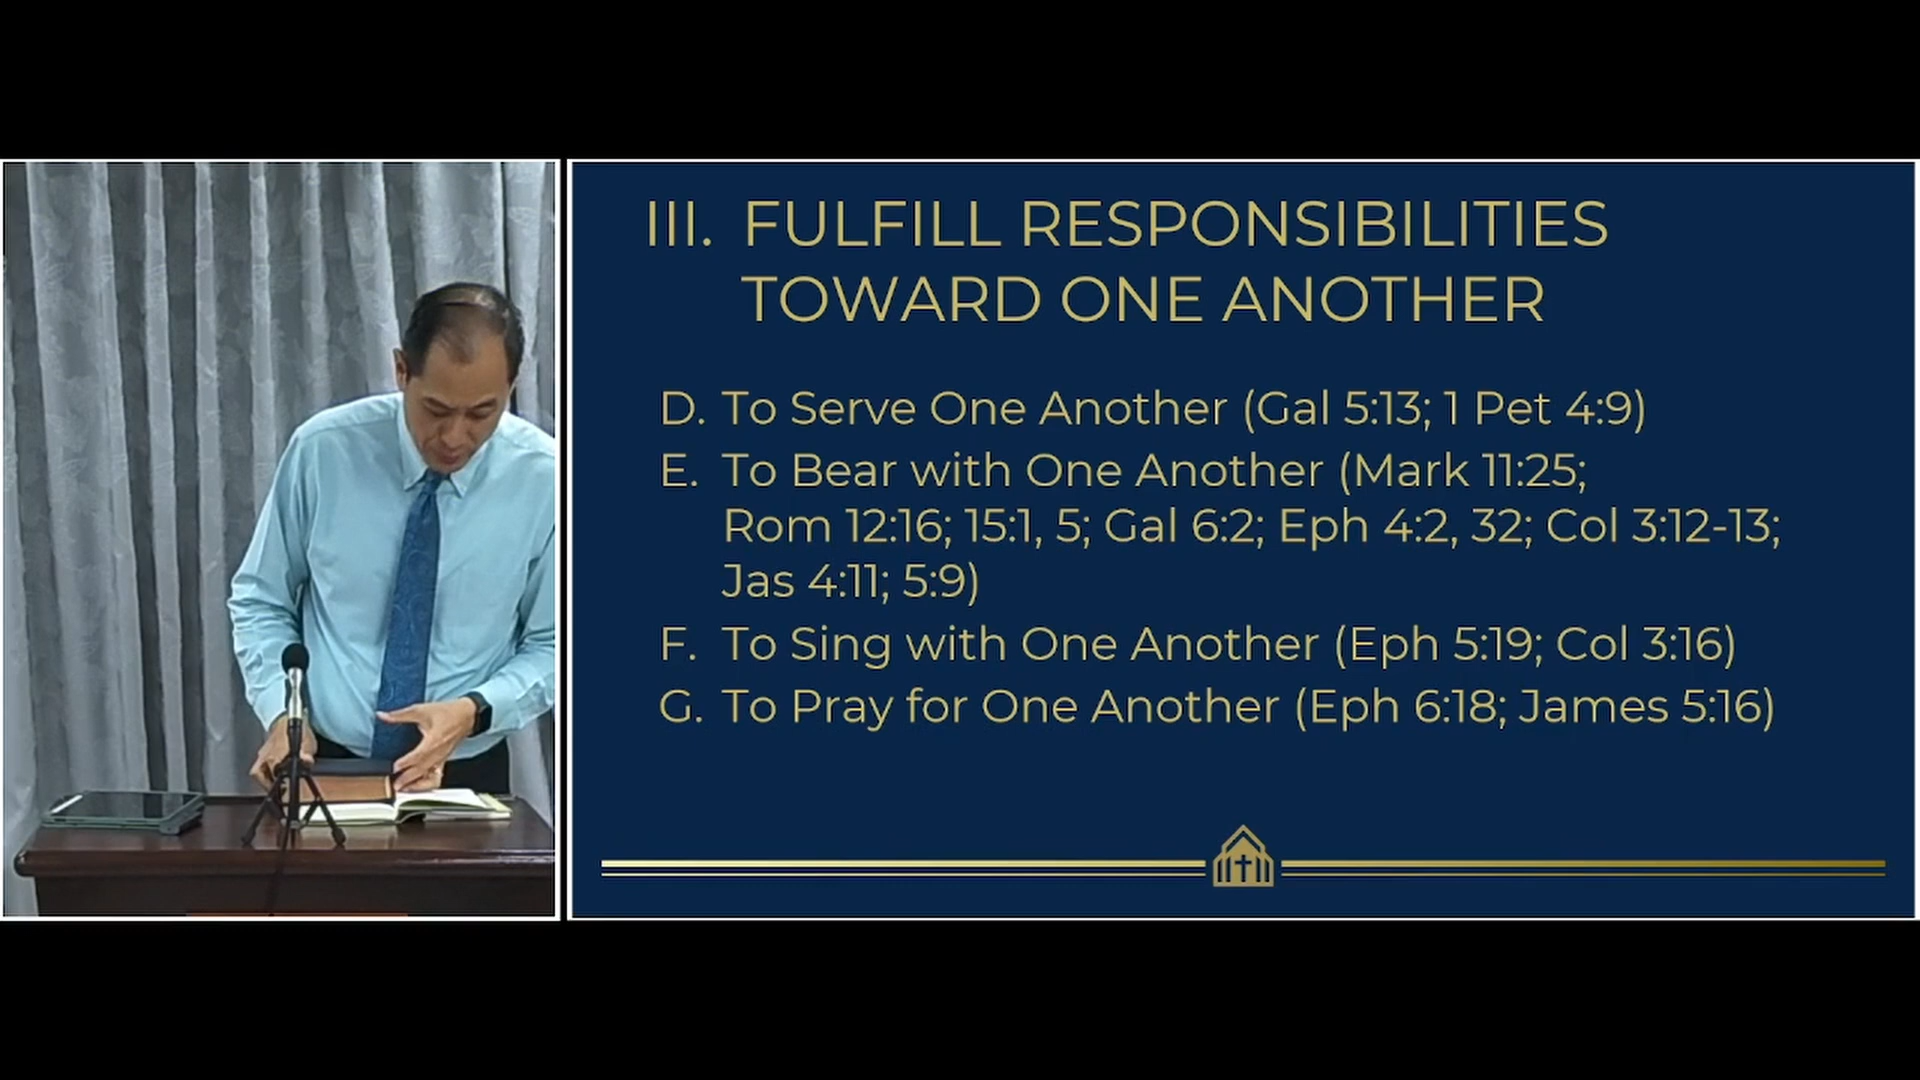 III. FULFILL RESPONSIBILITIES
TOWARD ONE ANOTHER
D. To Serve One Another (Gal 5:13; 1 Pet 4:9)
E. To Bear with One Another (Mark 11:25;
Rom 12:16; 15:1, 5; Gal 6:2; Eph 4:2, 32; Col 3:12-13;
Jas 4:11; 5:9)
F. To Sing with One Another (Eph 5:19; Col 3:16)
G. To Pray for One Another (Eph 6:18; James 5:16)